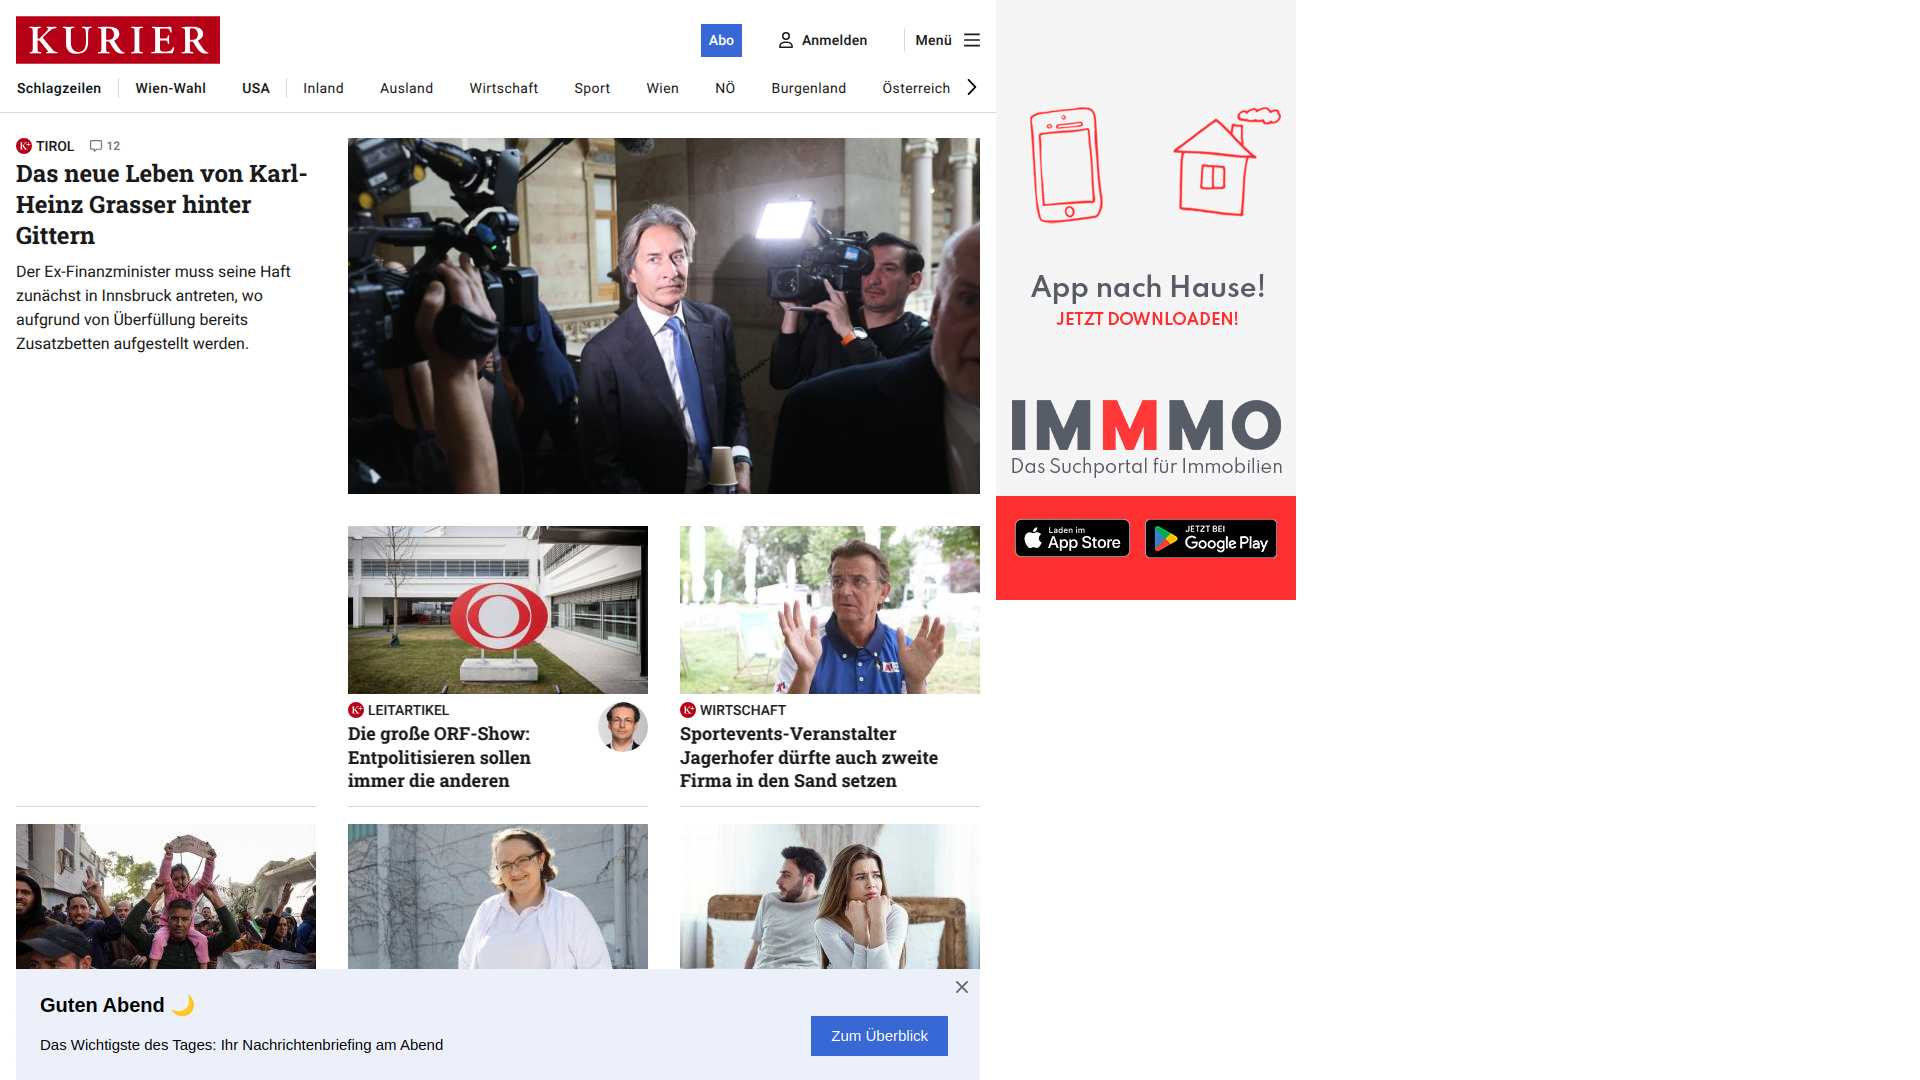 KURIER
Abo
Anmelden
Menü
Schlagzeilen
Wien-Wahl
USA
Inland
Ausland
Wirtschaft
Sport
Wien
NÖ
Burgenland
Österreich
K+ TIROL 12
Das neue Leben von Karl-
Heinz Grasser hinter
Gittern
Der Ex-Finanzminister muss seine Haft
zunächst in Innsbruck antreten, wo
aufgrund von Überfüllung bereits
Zusatzbetten aufgestellt werden.
K+ LEITARTIKEL
Die große ORF-Show:
Entpolitisieren sollen
immer die anderen
K+ WIRTSCHAFT
Sportevents-Veranstalter
Jagerhofer dürfte auch zweite
Firma in den Sand setzen
Guten Abend
Das Wichtigste des Tages: Ihr Nachrichtenbriefing am Abend
Zum Überblick
App nach Hause!
JETZT DOWNLOADEN!
IMMMO
Das Suchportal für Immobilien
Laden im
App Store
JETZT BEI
Google Play